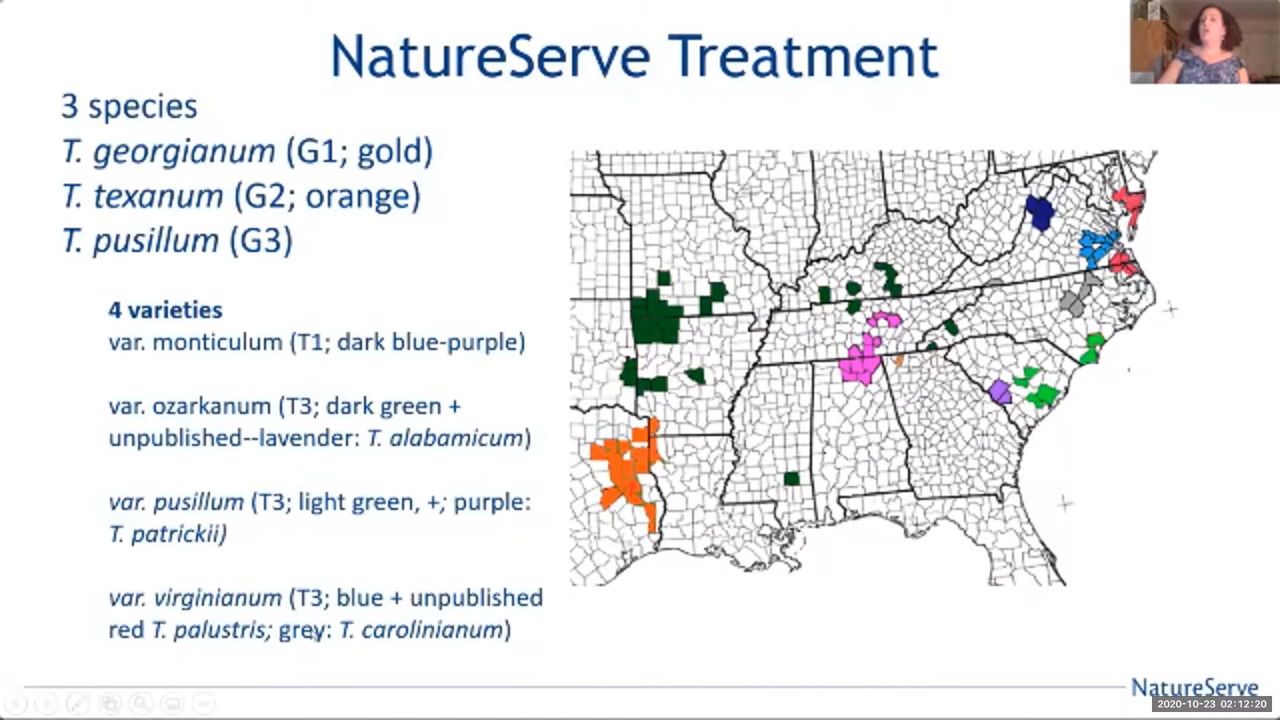 NatureServe Treatment
3 species
T. georgianum (G1; gold)
T. texanum (G2; orange)
T. pusillum (G3)
4 varieties
var. monticulum (T1; dark blue-purple)
var. ozarkanum (T3; dark green +
unpublished--lavender: T. alabamicum)
var. pusillum (T3; light green, +; purple:
T. patrickii)
var. virginianum (T3; blue + unpublished
red T. palustris; grey: T. carolinianum)
NatureServe
2020-10-23 02:12:20